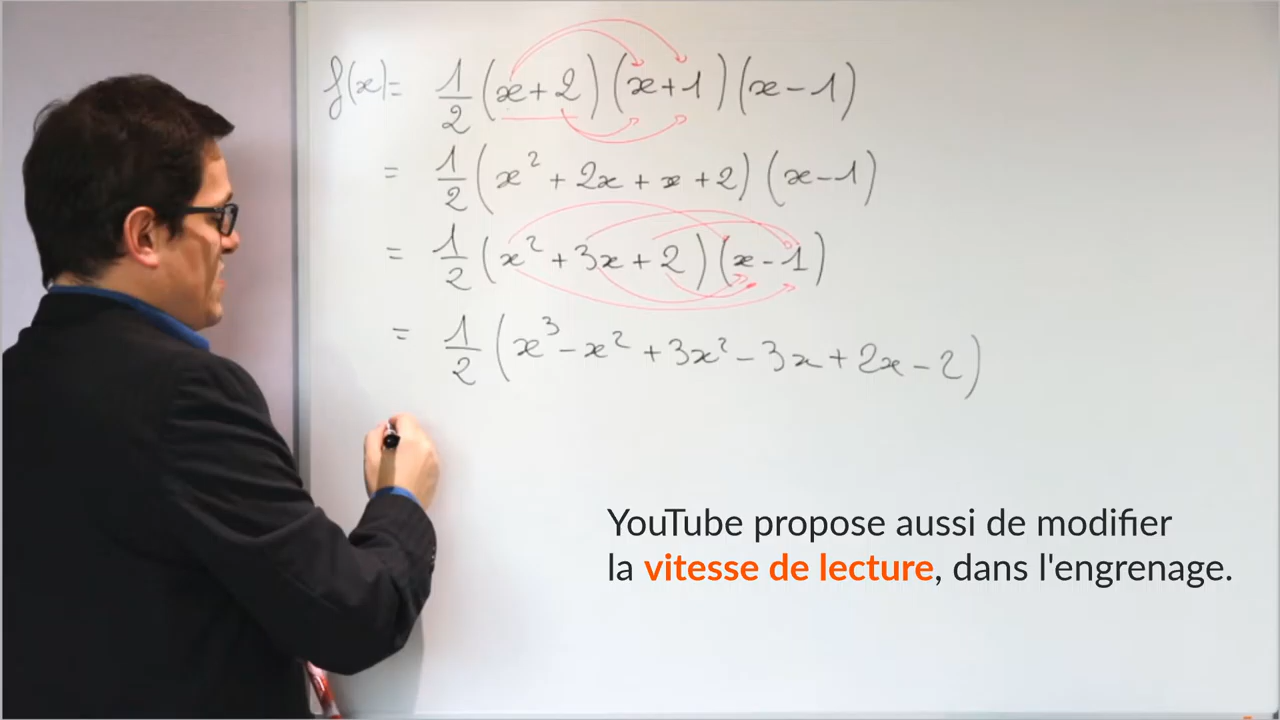 f(x)= 1/2 (x+2)(x+1)(x-1)
= 1/2 (x² + 2x + x + 2) (x-1)
= 1/2 (x² + 3x + 2)(x-1)
= 1/2 (x³ - x² + 3x² - 3x + 2x - 2)
YouTube propose aussi de modifier
la vitesse de lecture, dans l'engrenage.